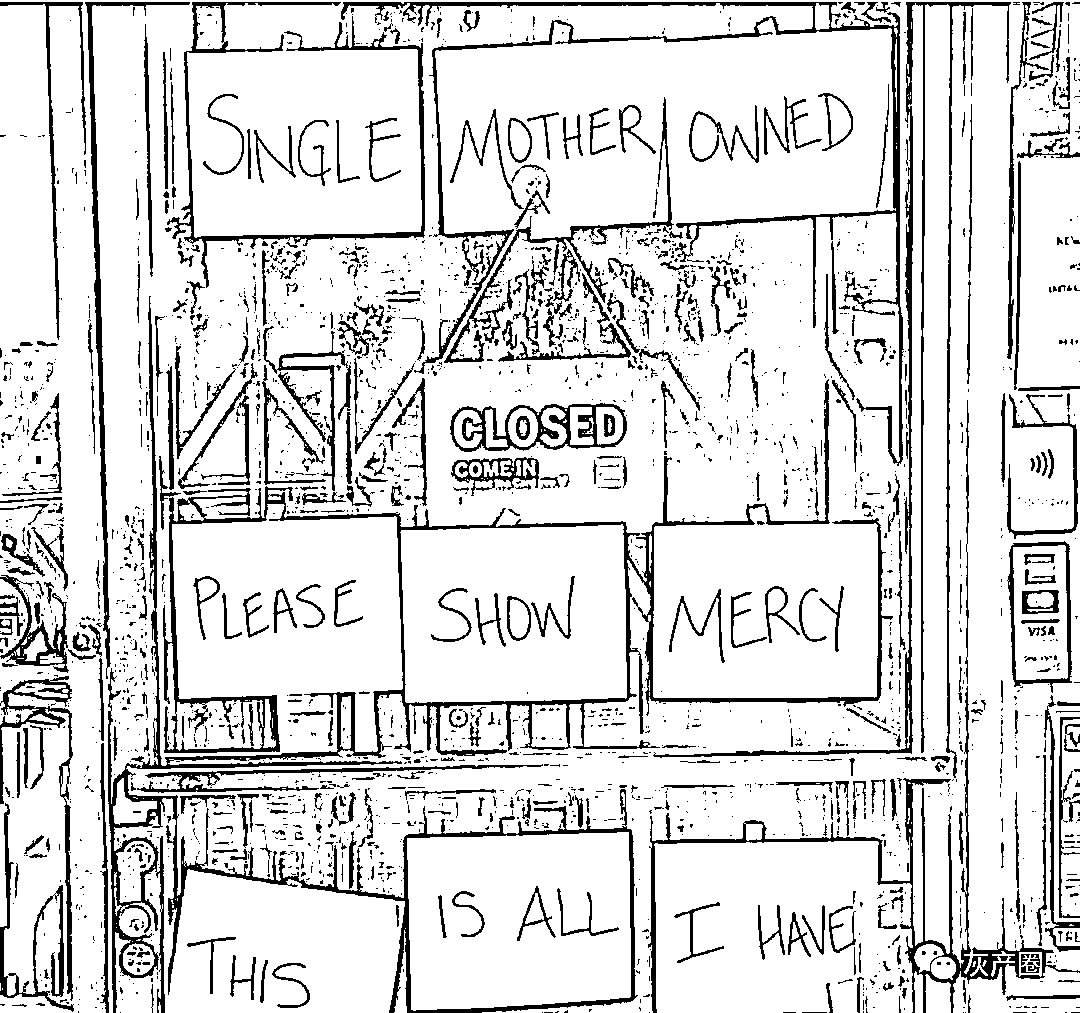 SINGLE MOTHER OWNED
CLOSED
COME IN
PLEASE SHOW MERCY
VISA
THIS IS ALL I HAVE
灰产圈